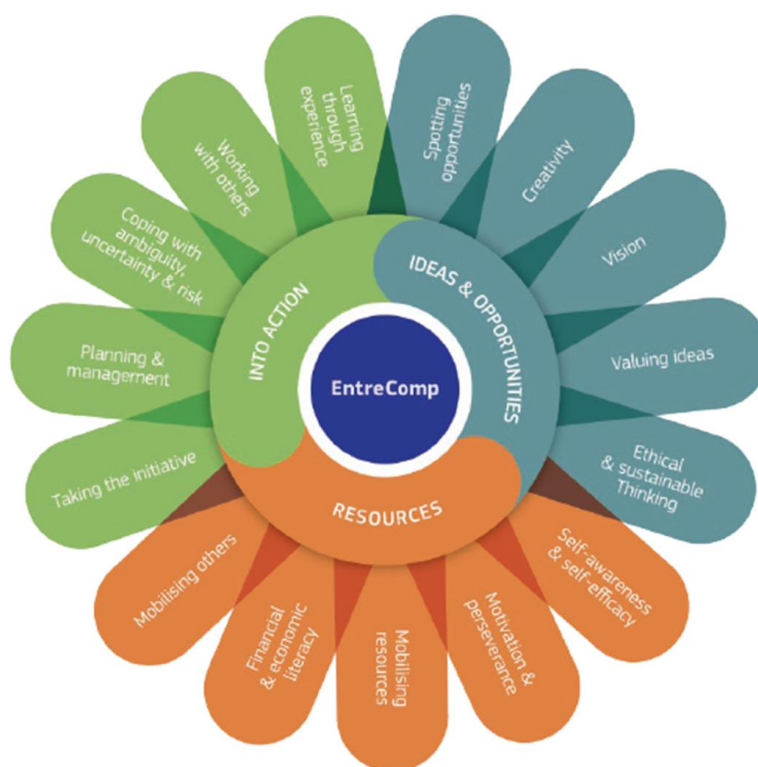 EntreComp
IDEAS & OPPORTUNITIES
Spotting
opportunities
Creativity
Vision
Valuing ideas
Ethical
& sustainable
Thinking
RESOURCES
Self-awareness
& self-efficacy
Motivation &
perseverance
Mobilising
resources
Financial
& economic
literacy
Mobilising others
INTO ACTION
Taking the initiative
Planning &
management
Coping with
ambiguity,
uncertainty & risk
Working
with others
Learning
through
experience